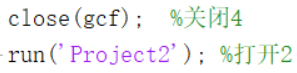 close(gcf);  %关闭4
run('Project2'); %打开2